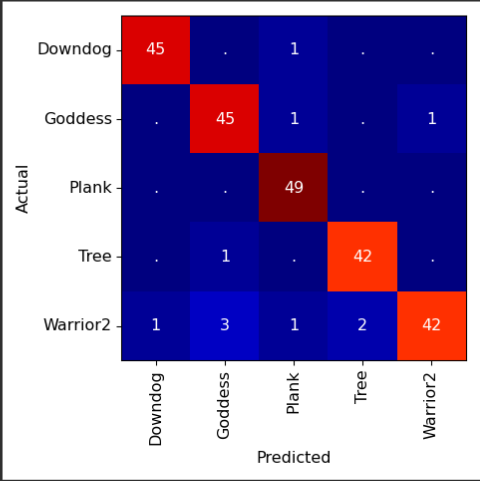 Downdog 45 . 1 . .
Goddess . 45 1 . 1
Plank . . 49 . .
Tree . 1 . 42 .
Warrior2 1 3 1 2 42
Actual
Downdog Goddess Plank Tree Warrior2
Predicted